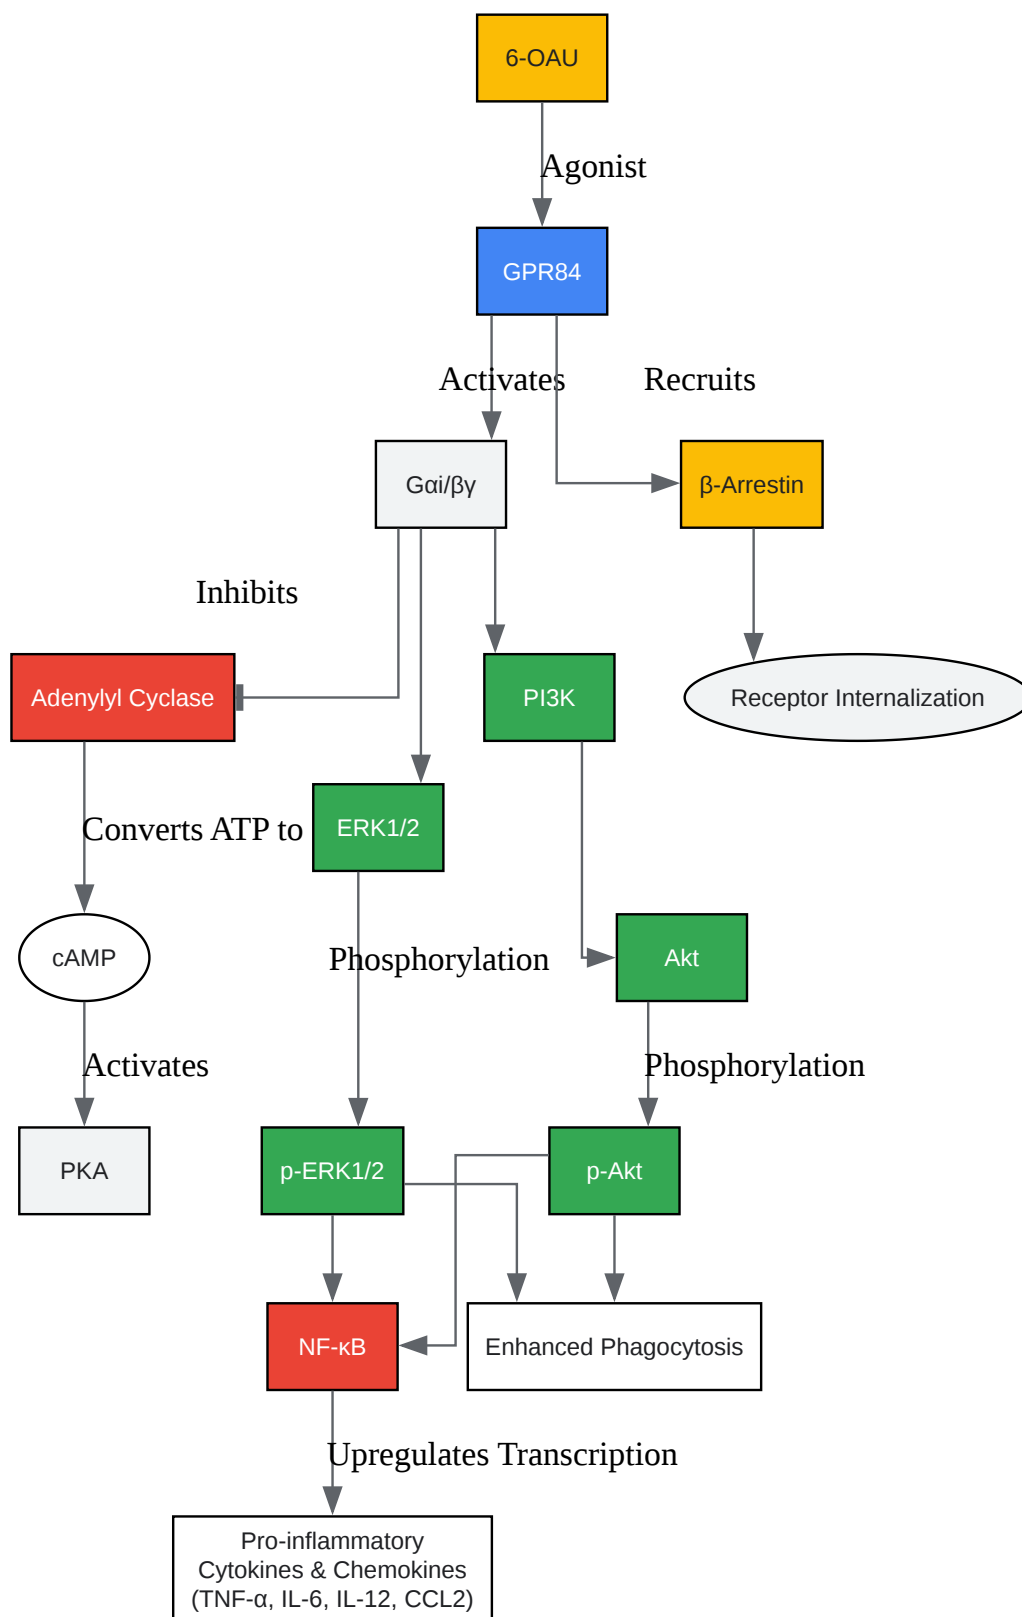 6-OAU
Agonist
GPR84
Activates
Recruits
Gαi/βγ
β-Arrestin
Inhibits
Adenylyl Cyclase
PI3K
Receptor Internalization
Converts ATP to
ERK1/2
cAMP
Phosphorylation
Akt
Activates
Phosphorylation
PKA
p-ERK1/2
p-Akt
NF-κB
Enhanced Phagocytosis
Upregulates Transcription
Pro-inflammatory
Cytokines & Chemokines
(TNF-α, IL-6, IL-12, CCL2)